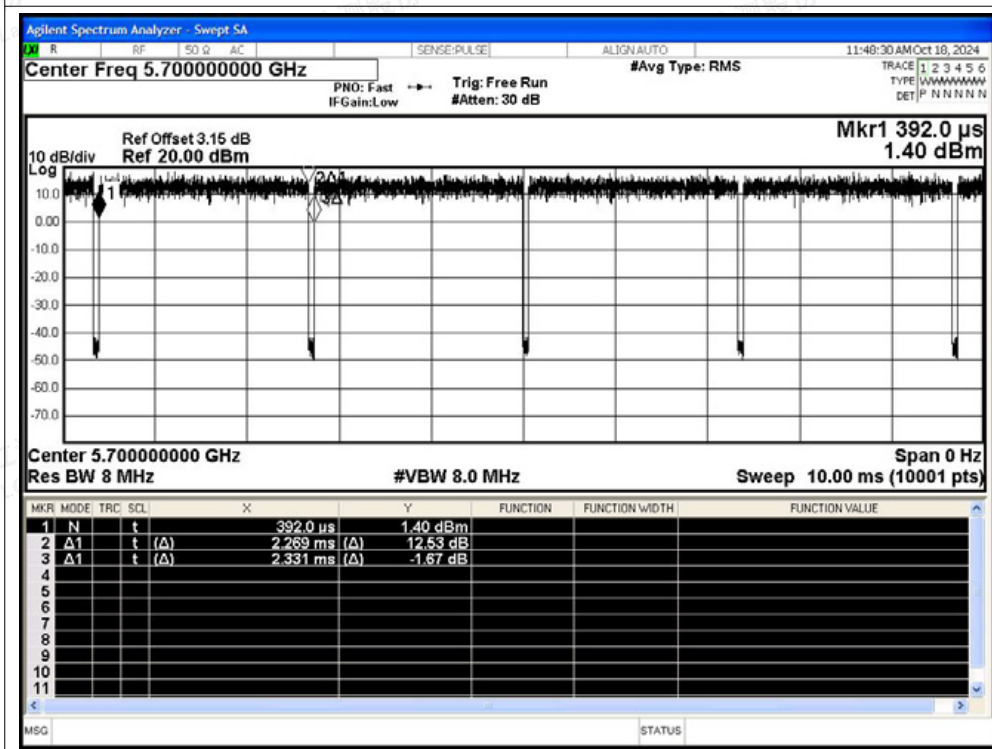 Agilent Spectrum Analyzer - Swept SA
LXI R RF 50 Ω AC SENSE:PULSE ALIGN AUTO 11:48:30 AM Oct 18, 2024
Center Freq 5.700000000 GHz
PNO: Fast
IFGain:Low
Trig: Free Run
#Atten: 30 dB
#Avg Type: RMS
TRACE 1 2 3 4 5 6
TYPE WWWWWW
DET P N N N N N
Mkr1 392.0 µs
1.40 dBm
Ref Offset 3.15 dB
10 dB/div Ref 20.00 dBm
Log
10.0
0.00
-10.0
-20.0
-30.0
-40.0
-50.0
-60.0
-70.0
1
2Δ1
Center 5.700000000 GHz Span 0 Hz
Res BW 8 MHz #VBW 8.0 MHz Sweep 10.00 ms (10001 pts)
MKR MODE TRC SCL X Y FUNCTION FUNCTION WIDTH FUNCTION VALUE
1 N t 392.0 µs 1.40 dBm
2 Δ1 t (Δ) 2.269 ms (Δ) 12.53 dB
3 Δ1 t (Δ) 2.331 ms (Δ) -1.67 dB
4
5
6
7
8
9
10
11
MSG STATUS